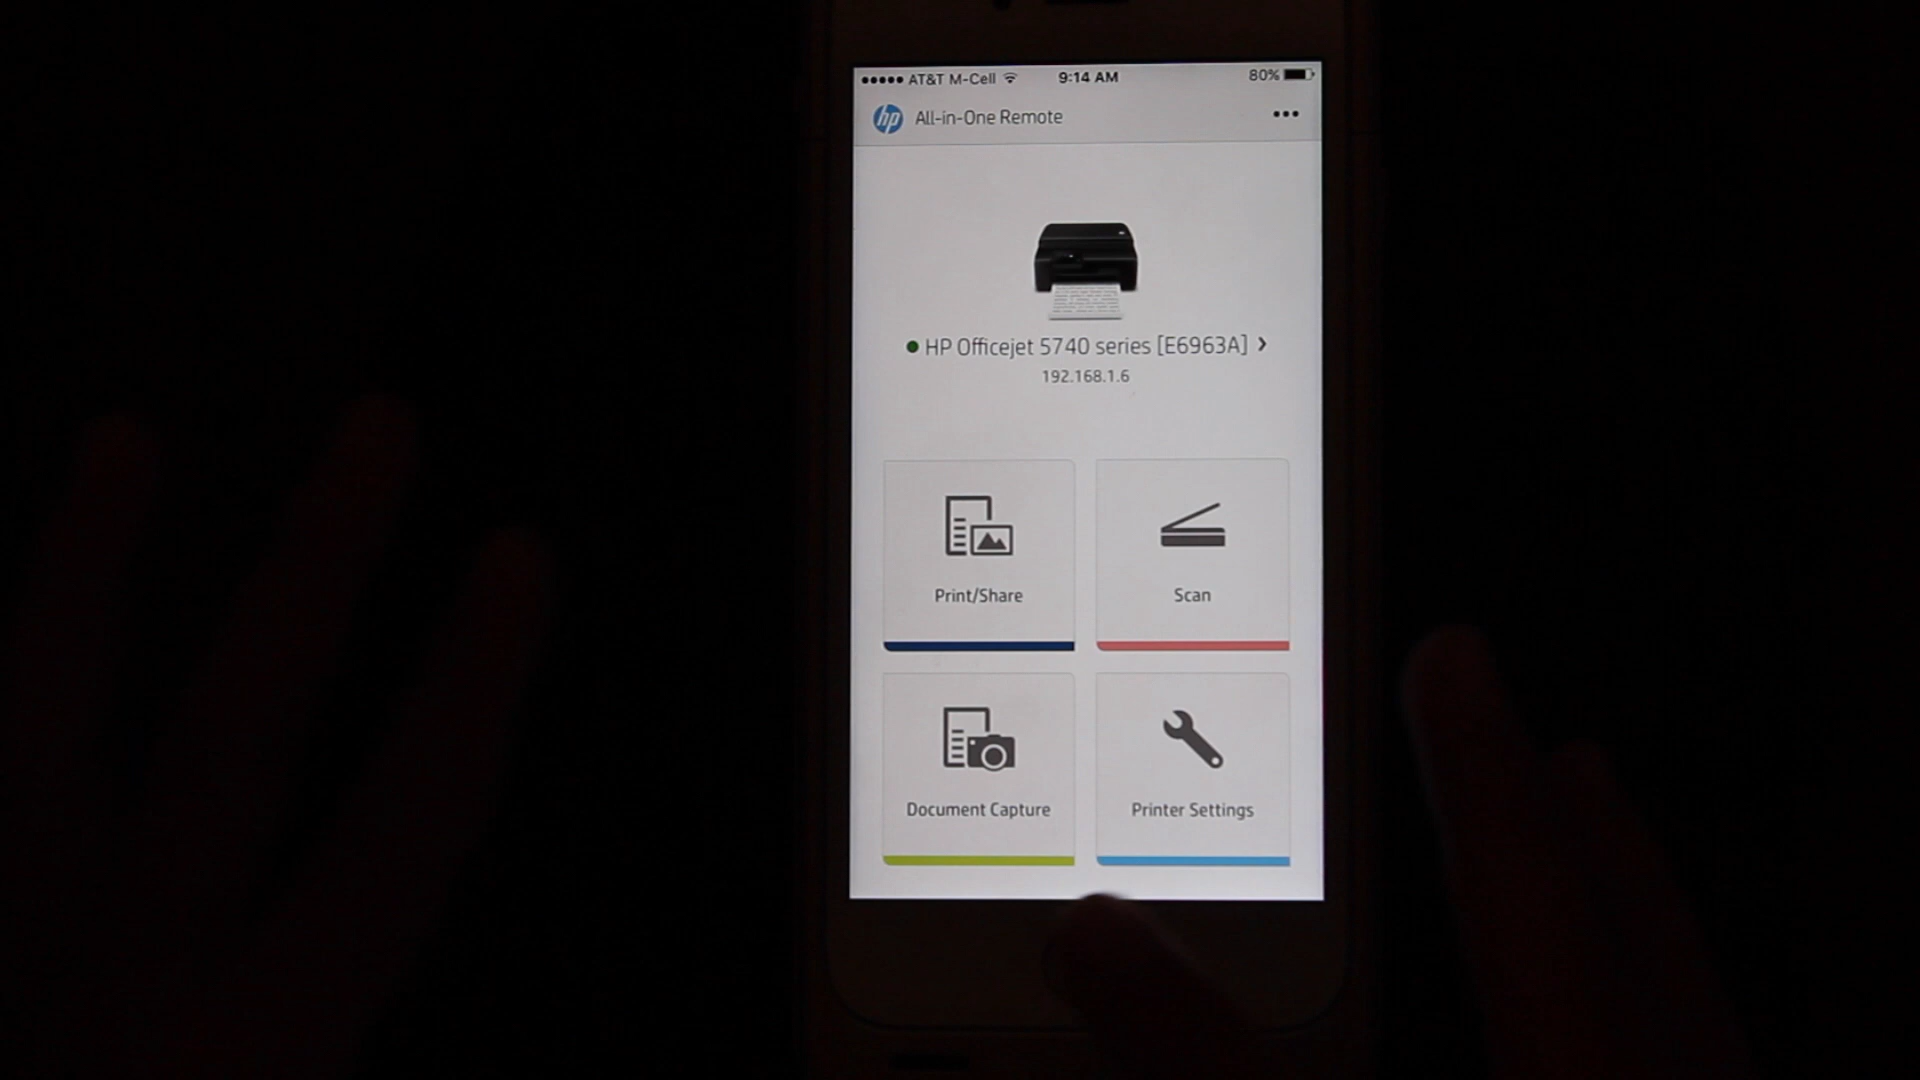 AT&T M-Cell 9:14 AM 80%
hp All-in-One Remote
HP Officejet 5740 series [E6963A] >
192.168.1.6
Print/Share Scan
Document Capture Printer Settings